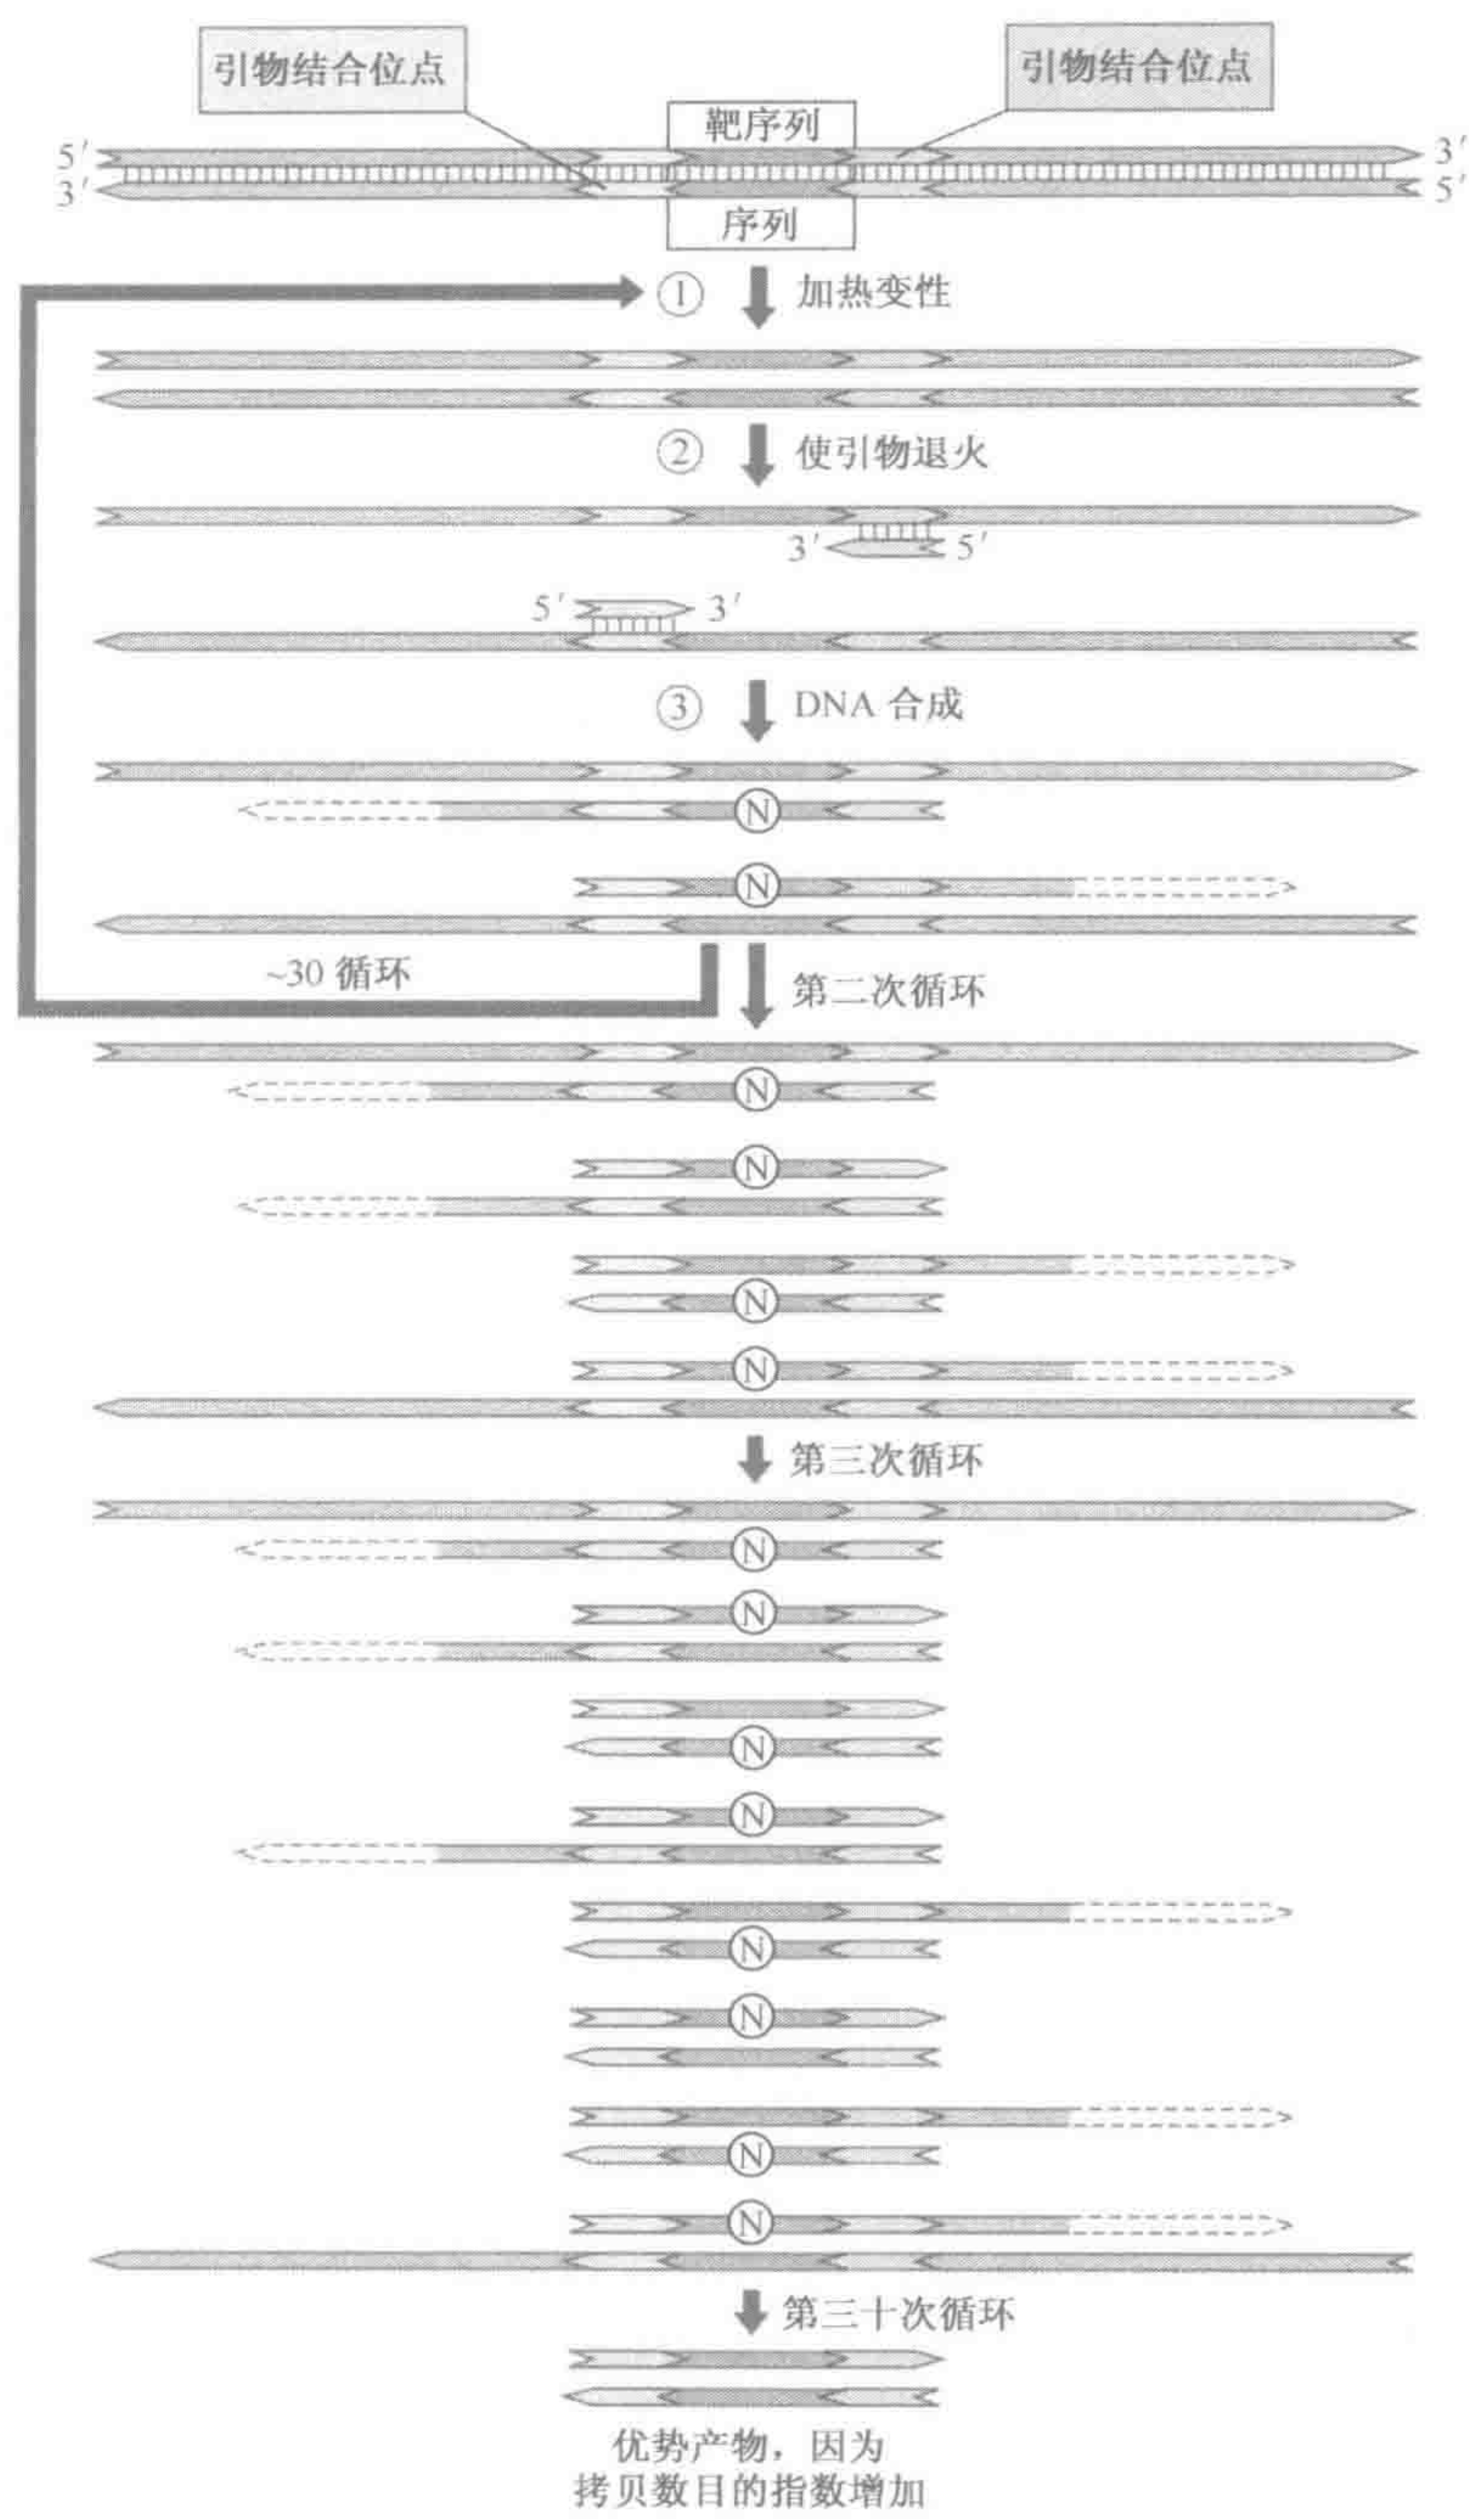 引物结合位点
引物结合位点
靶序列
5′ 3′
3′ 5′
序列
① 加热变性
② 使引物退火
3′ 5′
5′ 3′
③ DNA 合成
N
N
~30 循环
第二次循环
N
N
N
N
第三次循环
N
N
N
N
N
N
N
N
第三十次循环
优势产物，因为
拷贝数目的指数增加